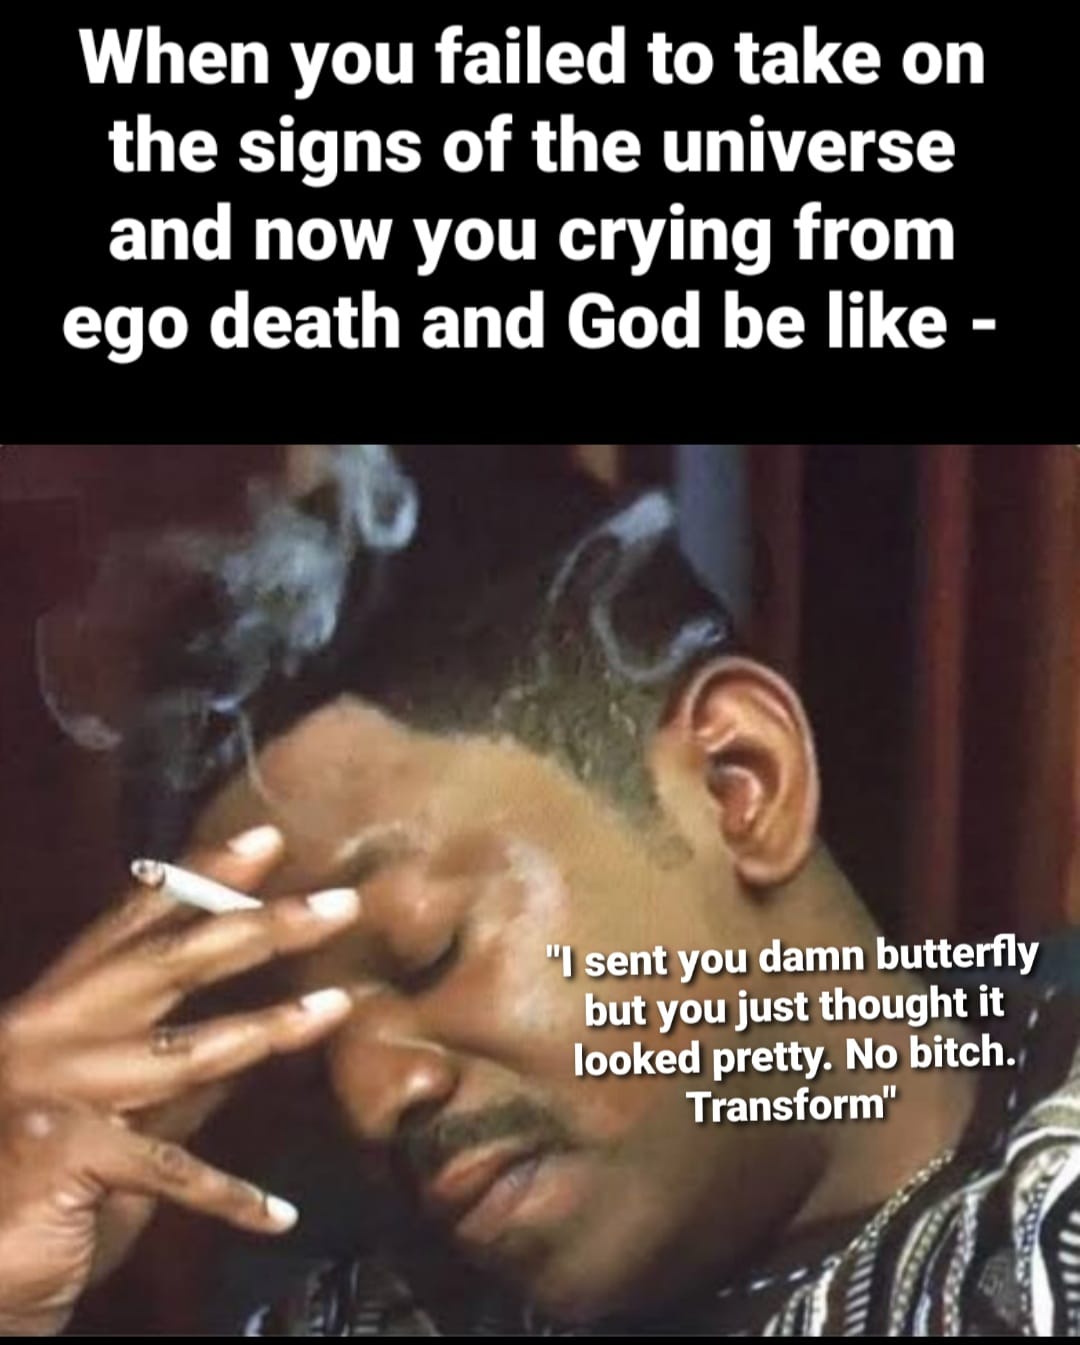 When you failed to take on
the signs of the universe
and now you crying from
ego death and God be like -
"I sent you damn butterfly
but you just thought it
looked pretty. No bitch.
Transform"